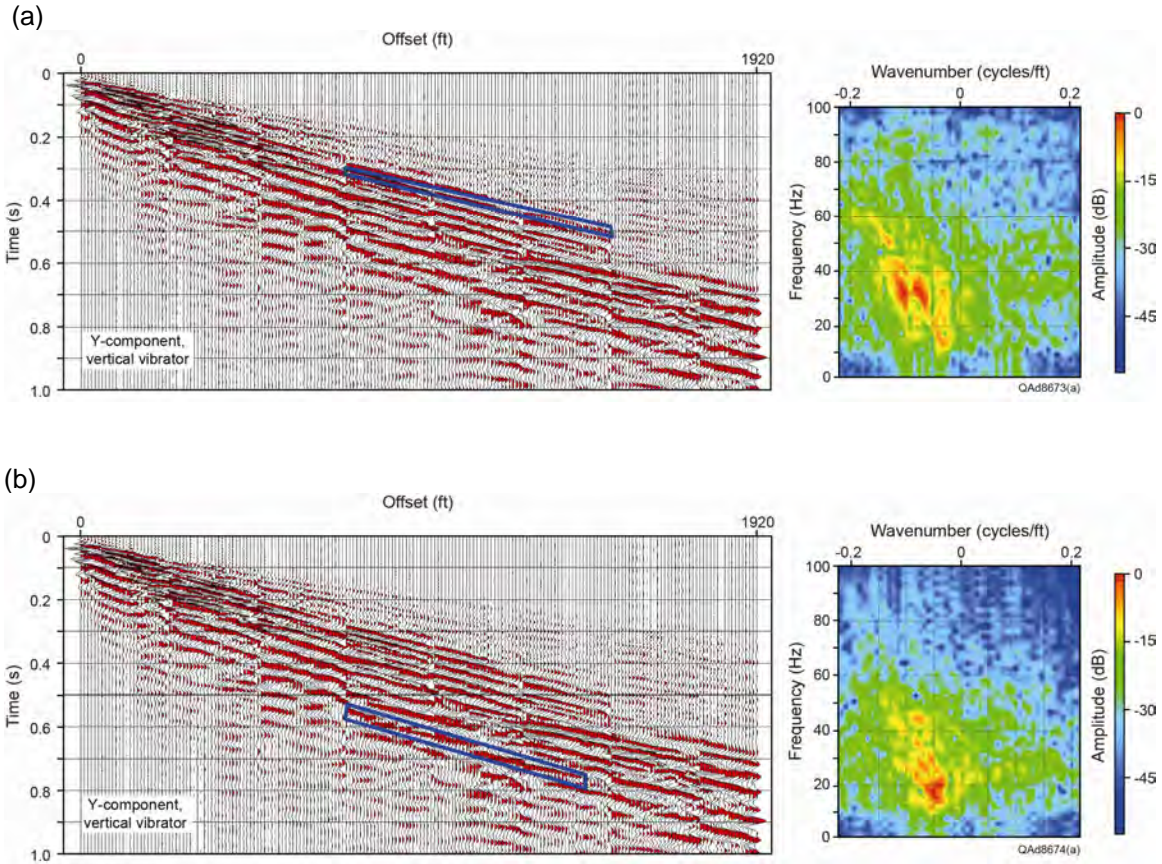 (a)
Offset (ft)
0 1920
0
0.2
0.4
0.6
0.8
1.0
Time (s)
Y-component,
vertical vibrator
Wavenumber (cycles/ft)
-0.2 0 0.2
100
80
60
40
20
0
Frequency (Hz)
QAd8673(a)
0
-15
-30
-45
Amplitude (dB)
(b)
Offset (ft)
0 1920
0
0.2
0.4
0.6
0.8
1.0
Time (s)
Y-component,
vertical vibrator
Wavenumber (cycles/ft)
-0.2 0 0.2
100
80
60
40
20
0
Frequency (Hz)
QAd8674(a)
0
-15
-30
-45
Amplitude (dB)